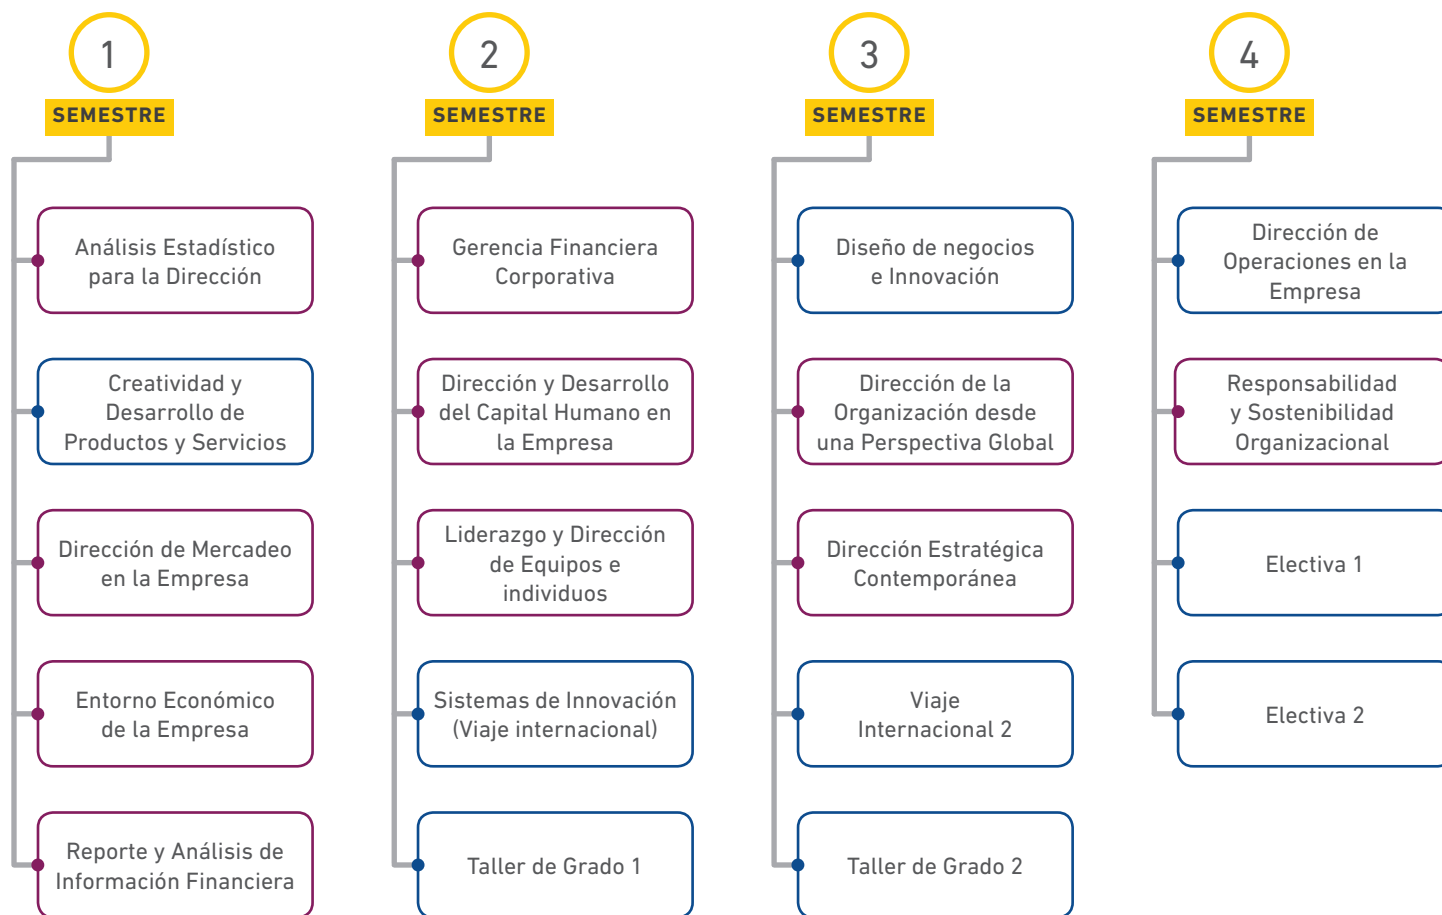 1
SEMESTRE
Análisis Estadístico
para la Dirección
Creatividad y
Desarrollo de
Productos y Servicios
Dirección de Mercadeo
en la Empresa
Entorno Económico
de la Empresa
Reporte y Análisis de
Información Financiera
2
SEMESTRE
Gerencia Financiera
Corporativa
Dirección y Desarrollo
del Capital Humano en
la Empresa
Liderazgo y Dirección
de Equipos e
individuos
Sistemas de Innovación
(Viaje internacional)
Taller de Grado 1
3
SEMESTRE
Diseño de negocios
e Innovación
Dirección de la
Organización desde
una Perspectiva Global
Dirección Estratégica
Contemporánea
Viaje
Internacional 2
Taller de Grado 2
4
SEMESTRE
Dirección de
Operaciones en la
Empresa
Responsabilidad
y Sostenibilidad
Organizacional
Electiva 1
Electiva 2